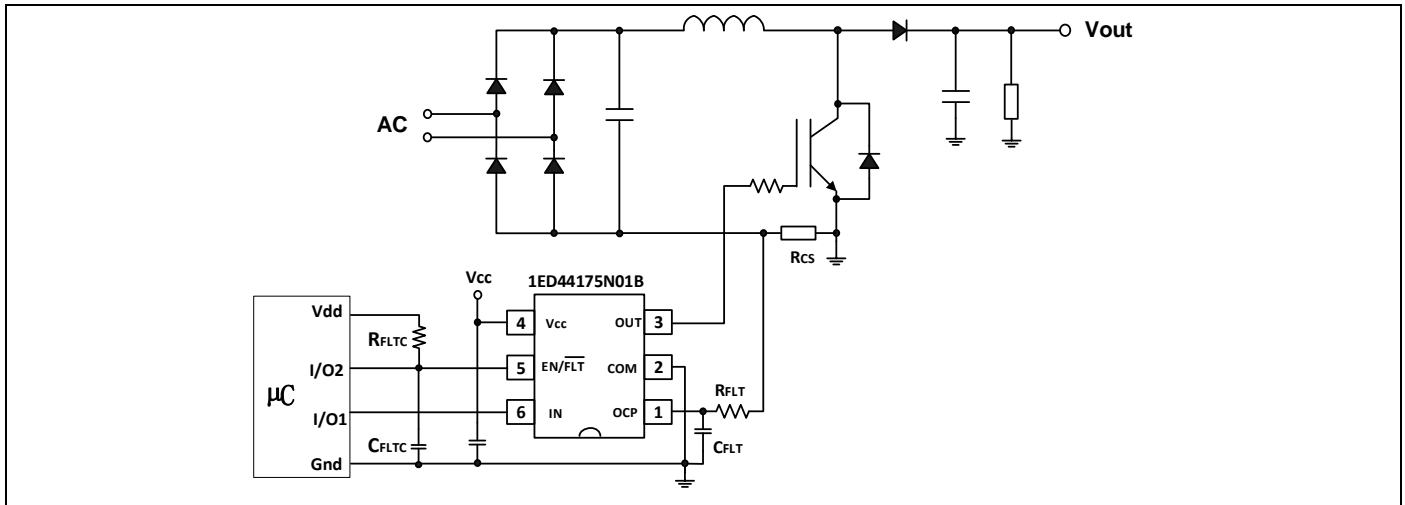 Vout
AC
RCS
Vcc
1ED44175N01B
Vdd
4 Vcc OUT 3
RFLTC
I/O2
5 EN/FLT COM 2
μC
RFLT
I/O1
6 IN OCP 1
CFLTC
CFLT
Gnd